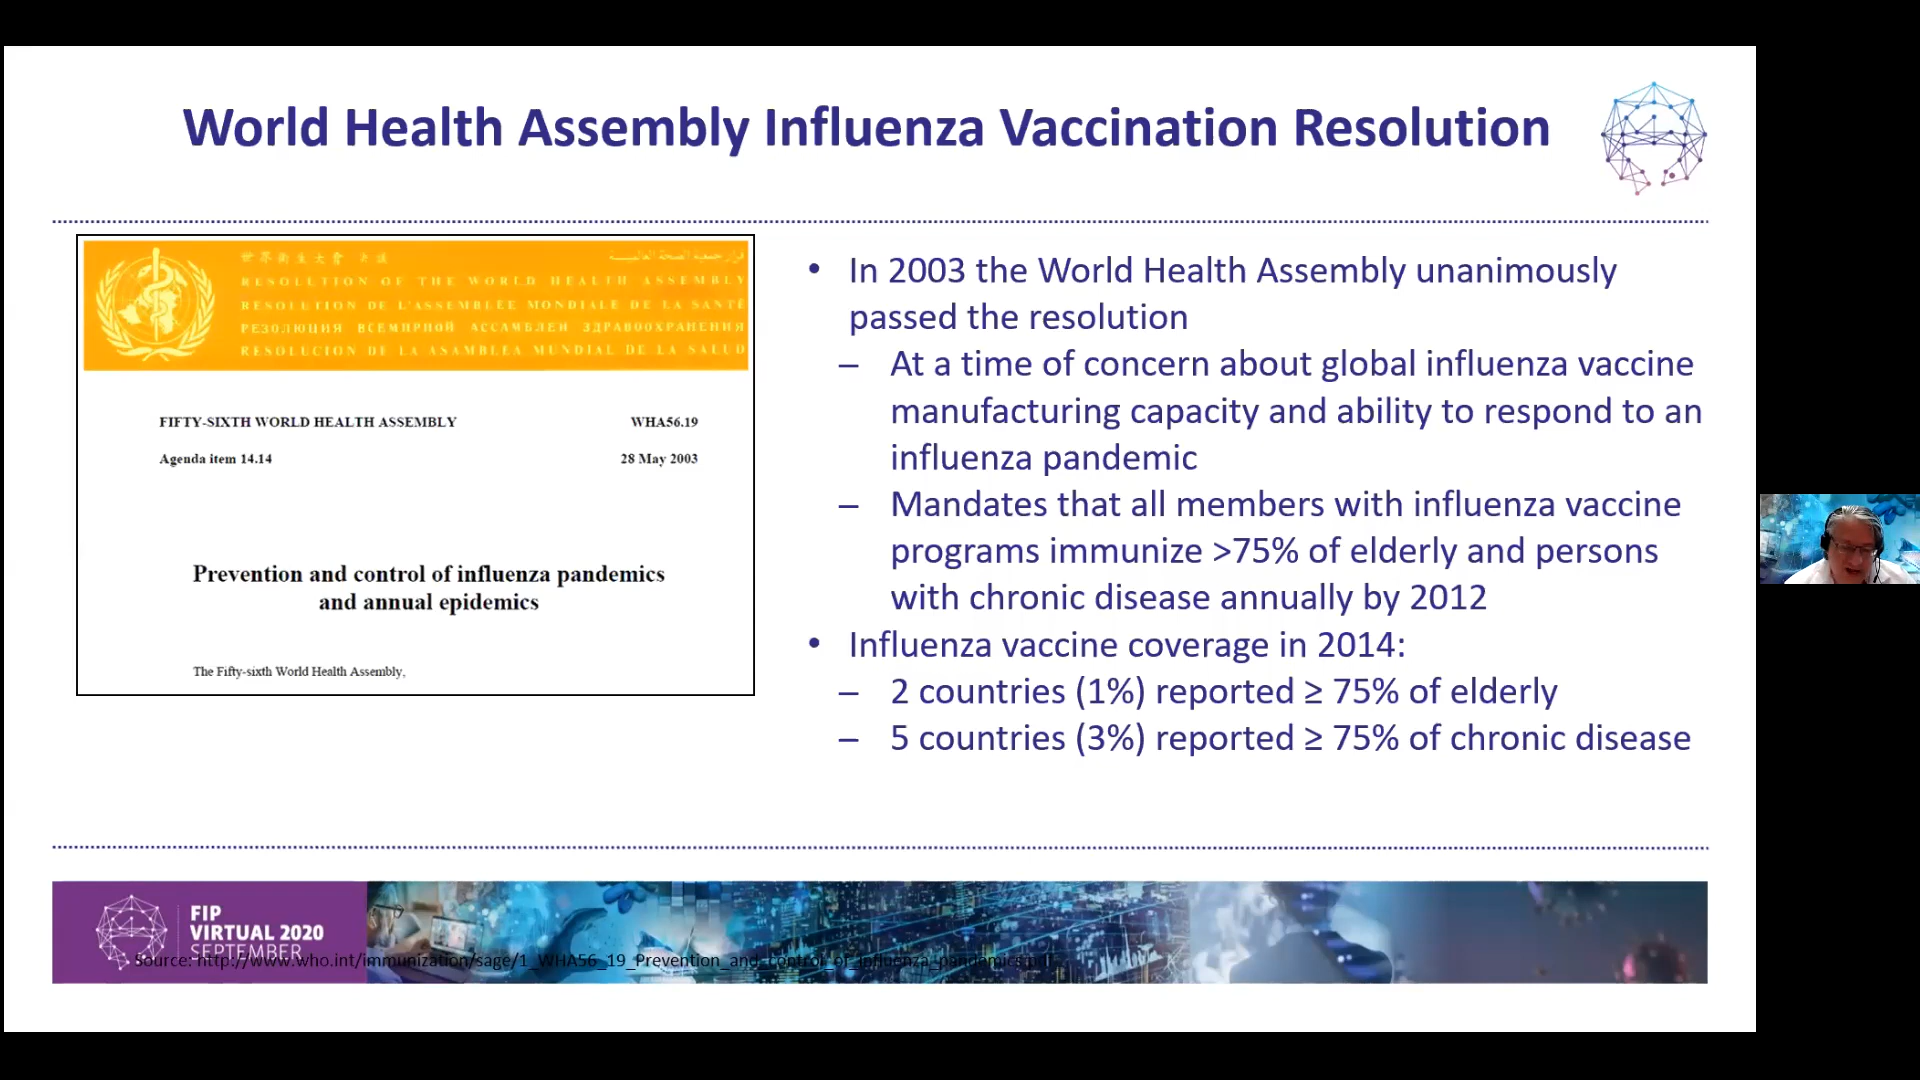 World Health Assembly Influenza Vaccination Resolution
世界衛生大會 決議
قرار جمعية الصحة العالمية
RESOLUTION OF THE WORLD HEALTH ASSEMBLY
RÉSOLUTION DE L'ASSEMBLÉE MONDIALE DE LA SANTÉ
РЕЗОЛЮЦИЯ ВСЕМИРНОЙ АССАМБЛЕИ ЗДРАВООХРАНЕНИЯ
RESOLUCION DE LA ASAMBLEA MUNDIAL DE LA SALUD
FIFTY-SIXTH WORLD HEALTH ASSEMBLY WHA56.19
Agenda item 14.14 28 May 2003
Prevention and control of influenza pandemics
and annual epidemics
The Fifty-sixth World Health Assembly,
• In 2003 the World Health Assembly unanimously
passed the resolution
– At a time of concern about global influenza vaccine
manufacturing capacity and ability to respond to an
influenza pandemic
– Mandates that all members with influenza vaccine
programs immunize >75% of elderly and persons
with chronic disease annually by 2012
• Influenza vaccine coverage in 2014:
– 2 countries (1%) reported ≥ 75% of elderly
– 5 countries (3%) reported ≥ 75% of chronic disease
FIP
VIRTUAL 2020
SEPTEMBER
Source: http://www.who.int/immunization/sage/1_WHA56_19_Prevention_and_control_of_influenza_pandemics.pdf